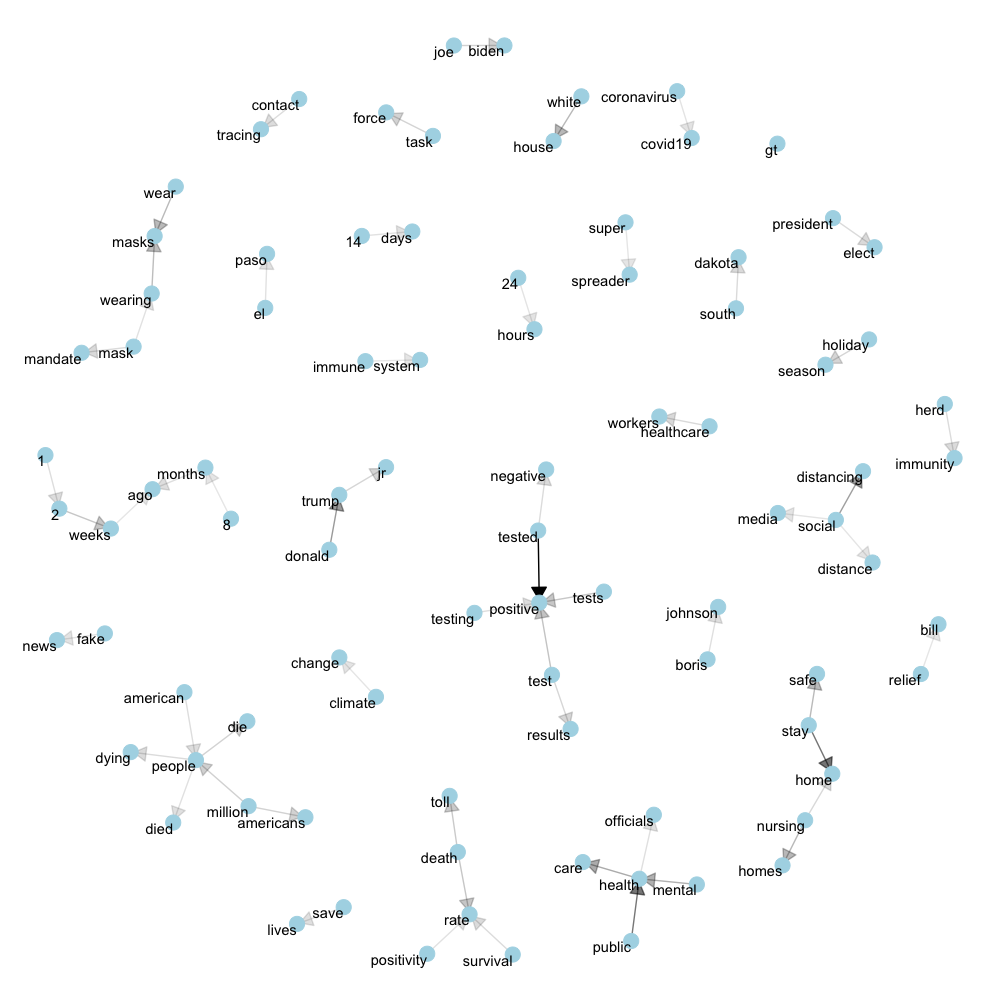 joe
biden
contact
tracing
force
task
white
house
coronavirus
covid19
gt
wear
masks
wearing
mask
mandate
paso
el
14
days
super
spreader
24
hours
dakota
south
president
elect
immune
system
holiday
season
workers
healthcare
herd
immunity
1
2
weeks
ago
months
8
trump
jr
donald
negative
tested
positive
testing
tests
test
results
distancing
media
social
distance
johnson
boris
bill
relief
news
fake
change
climate
american
die
dying
people
million
americans
died
safe
stay
home
nursing
homes
toll
death
rate
positivity
survival
officials
care
health
mental
public
save
lives